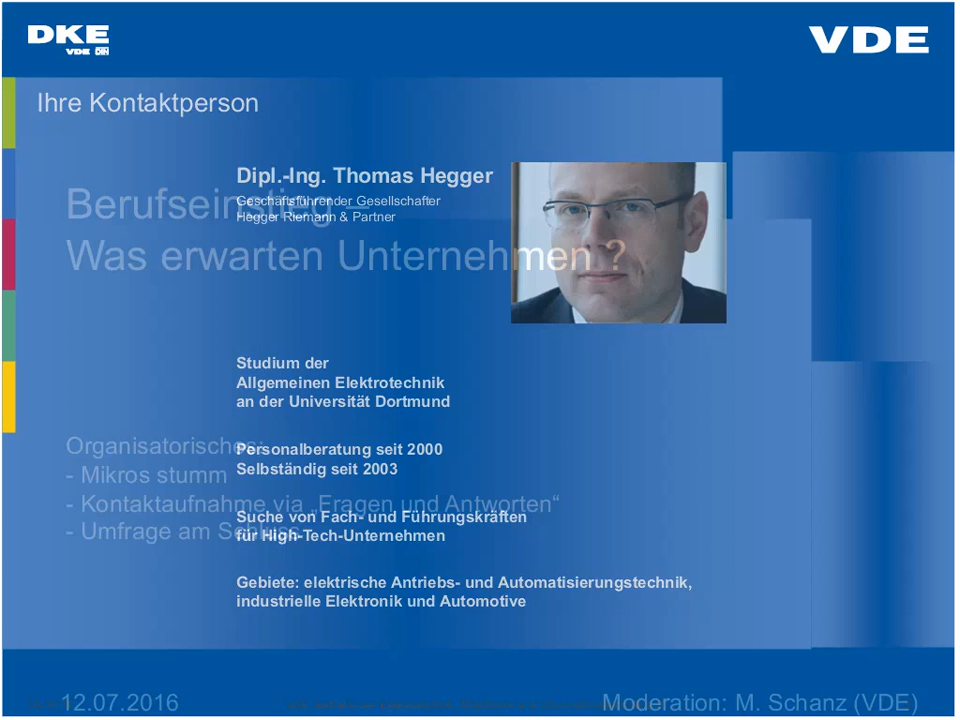 DKE
VDE DIN
VDE
Ihre Kontaktperson
Dipl.-Ing. Thomas Hegger
Geschäftsführender Gesellschafter
Hegger Riemann & Partner
Berufseinstieg –
Was erwarten Unternehmen ?
Studium der
Allgemeinen Elektrotechnik
an der Universität Dortmund
Personalberatung seit 2000
Selbständig seit 2003
Suche von Fach- und Führungskräften
für High-Tech-Unternehmen
Gebiete: elektrische Antriebs- und Automatisierungstechnik,
industrielle Elektronik und Automotive
Organisatorisches:
- Mikros stumm
- Kontaktaufnahme via „Fragen und Antworten“
- Umfrage am Schluss
12.07.2016
Moderation: M. Schanz (VDE)